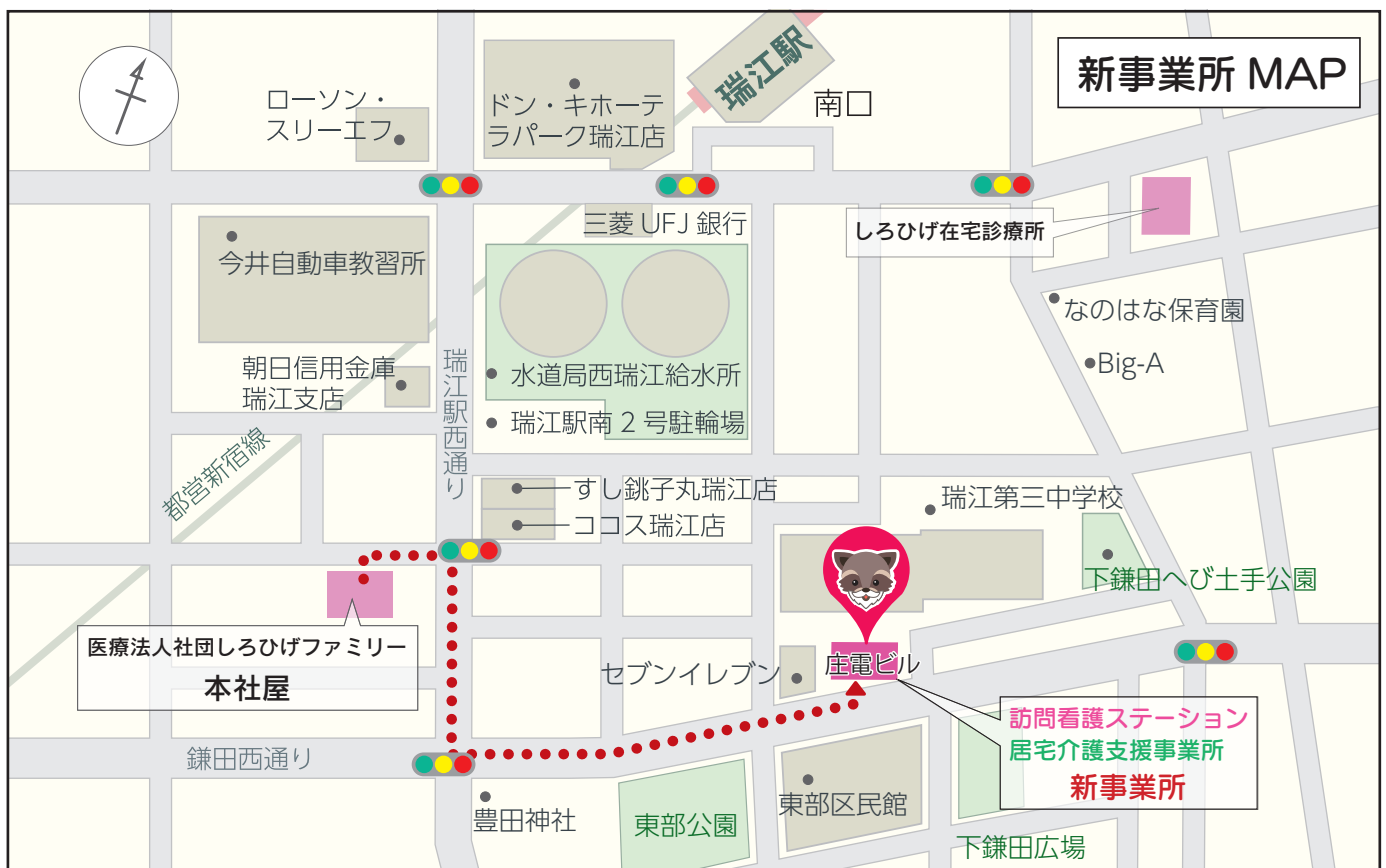 新事業所 MAP
瑞江駅
南口
ローソン・
スリーエフ
ドン・キホーテ
ラパーク瑞江店
三菱 UFJ 銀行
しろひげ在宅診療所
今井自動車教習所
なのはな保育園
Big-A
朝日信用金庫
瑞江支店
瑞江駅西通り
水道局西瑞江給水所
瑞江駅南 2 号駐輪場
都営新宿線
すし銚子丸瑞江店
ココス瑞江店
瑞江第三中学校
下鎌田へび土手公園
医療法人社団しろひげファミリー
本社屋
セブンイレブン
庄電ビル
訪問看護ステーション
居宅介護支援事業所
新事業所
鎌田西通り
豊田神社
東部公園
東部区民館
下鎌田広場